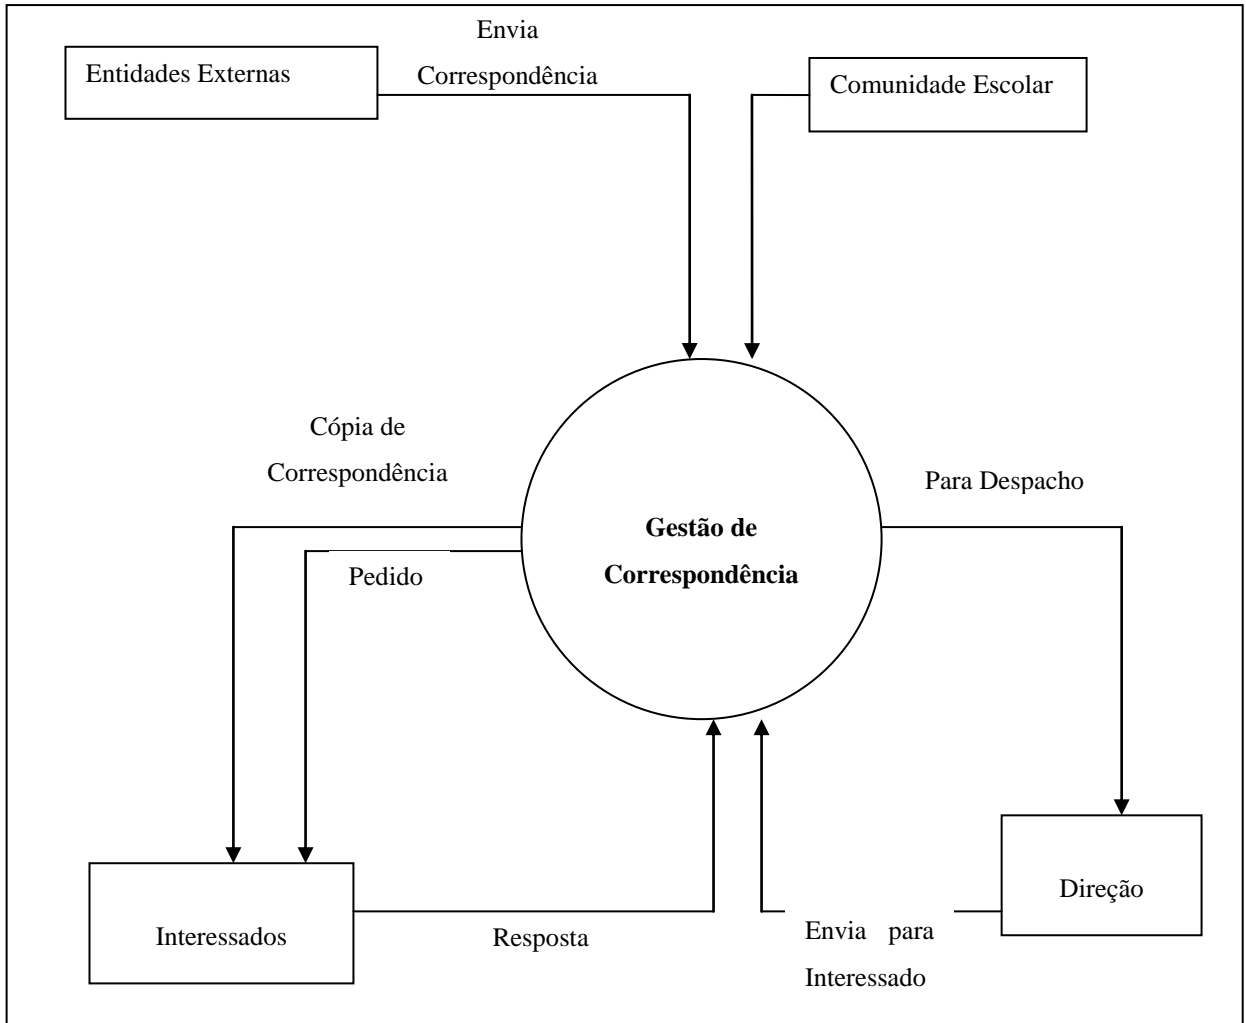 Envia
Entidades Externas
Correspondência
Comunidade Escolar
Cópia de
Correspondência
Para Despacho
Gestão de
Correspondência
Pedido
Direção
Interessados
Resposta
Envia para
Interessado